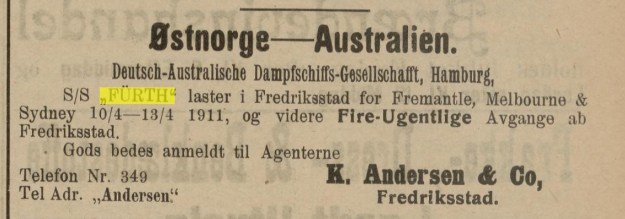 Østnorge—Australien.
Deutsch-Australische Dampfschiffs-Gesellschafft, Hamburg,
S/S „FÜRTH“ laster i Fredriksstad for Fremantle, Melbourne &
Sydney 10/4—13/4 1911, og videre Fire-Ugentlige Avgange ab
Fredriksstad.
Gods bedes anmeldt til Agenterne
Telefon Nr. 349
Tel Adr. „Andersen“.
K. Andersen & Co,
Fredriksstad.